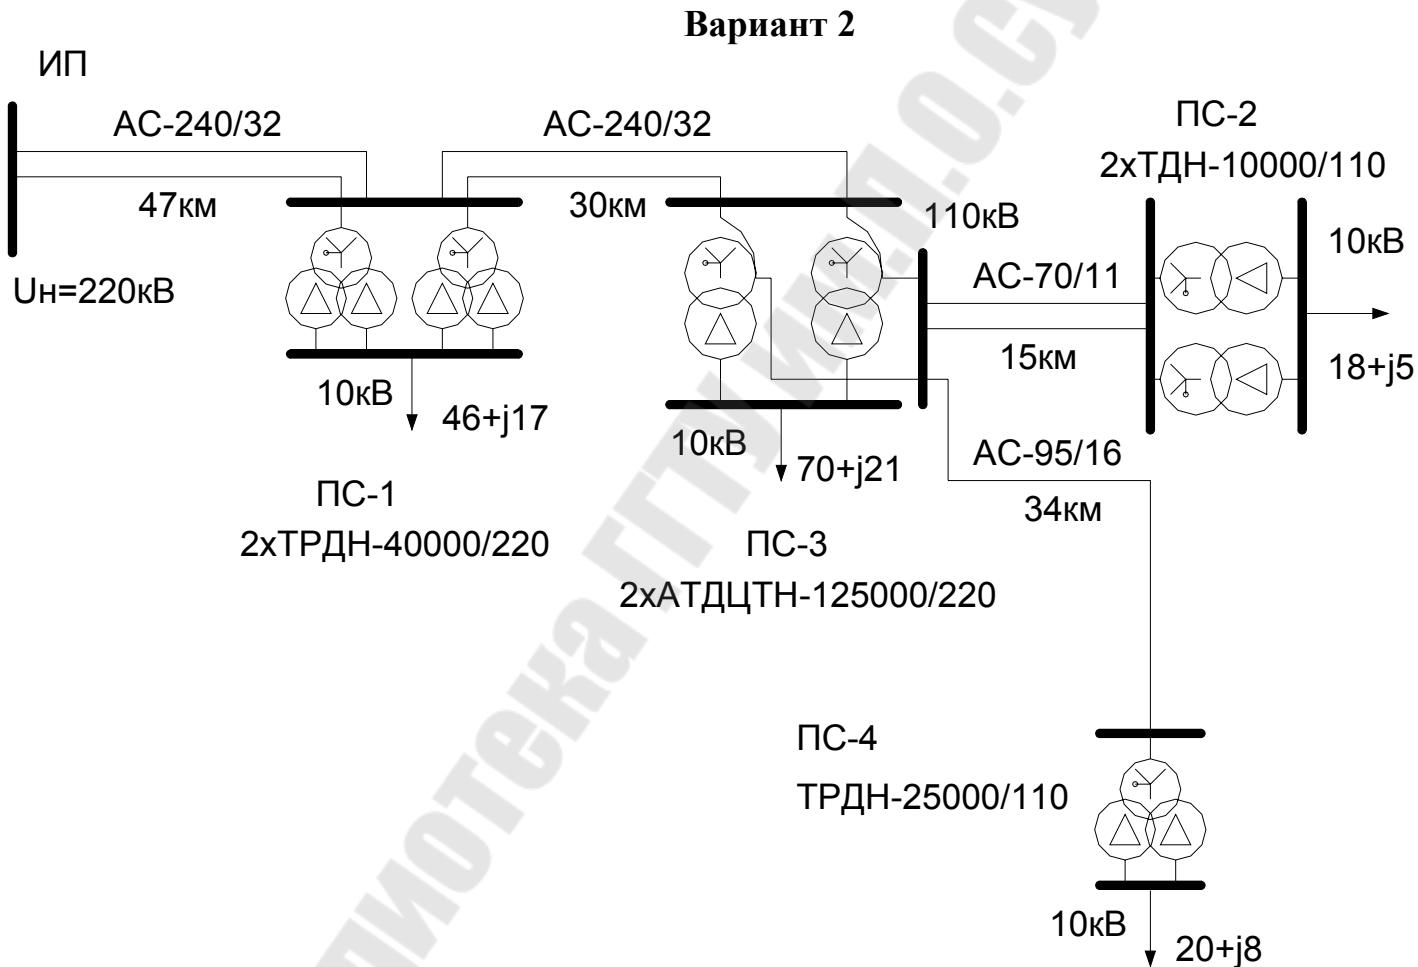 Вариант 2
ИП
АС-240/32
АС-240/32
ПС-2
2хТДН-10000/110
47км
30км
110кВ
10кВ
Uн=220кВ
АС-70/11
15км
18+j5
10кВ
46+j17
10кВ
70+j21
АС-95/16
34км
ПС-1
2хТРДН-40000/220
ПС-3
2хАТДЦТН-125000/220
ПС-4
ТРДН-25000/110
10кВ
20+j8